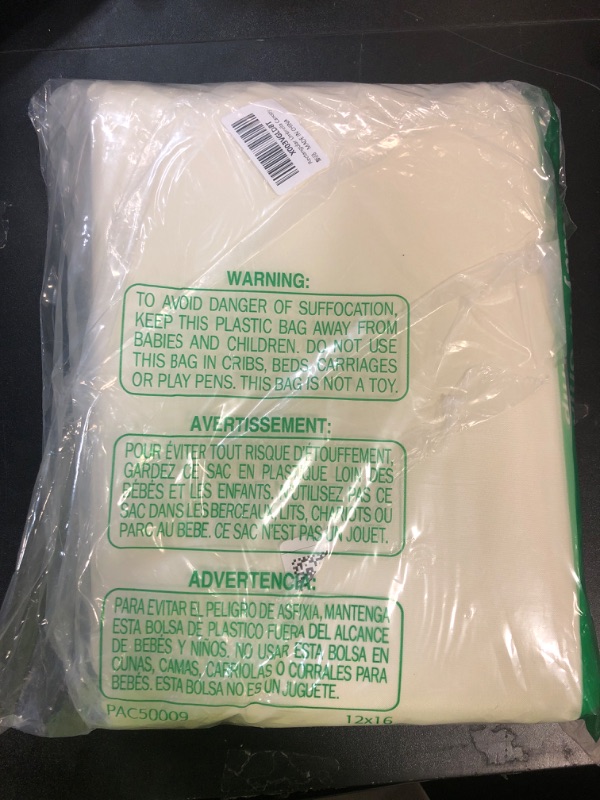 X003VGLC8T
MADE IN CHINA
WARNING:
TO AVOID DANGER OF SUFFOCATION,
KEEP THIS PLASTIC BAG AWAY FROM
BABIES AND CHILDREN. DO NOT USE
THIS BAG IN CRIBS, BEDS, CARRIAGES
OR PLAY PENS. THIS BAG IS NOT A TOY.
AVERTISSEMENT:
POUR ÉVITER TOUT RISQUE D'ÉTOUFFEMENT,
GARDEZ CE SAC EN PLASTIQUE LOIN DES
BÉBÉS ET LES ENFANTS. N'UTILISEZ PAS CE
SAC DANS LES BERCEAUX, LITS, CHARIOTS OU
PARC AU BEBE. CE SAC N'EST PAS UN JOUET.
ADVERTENCIA:
PARA EVITAR EL PELIGRO DE ASFIXIA, MANTENGA
ESTA BOLSA DE PLASTICO FUERA DEL ALCANCE
DE BEBÉS Y NIÑOS. NO USAR ESTA BOLSA EN
CUNAS, CAMAS, CARRIOLAS O CORRALES PARA
BEBÉS. ESTA BOLSA NO ES UN JUGUETE.
PAC50009 12x16